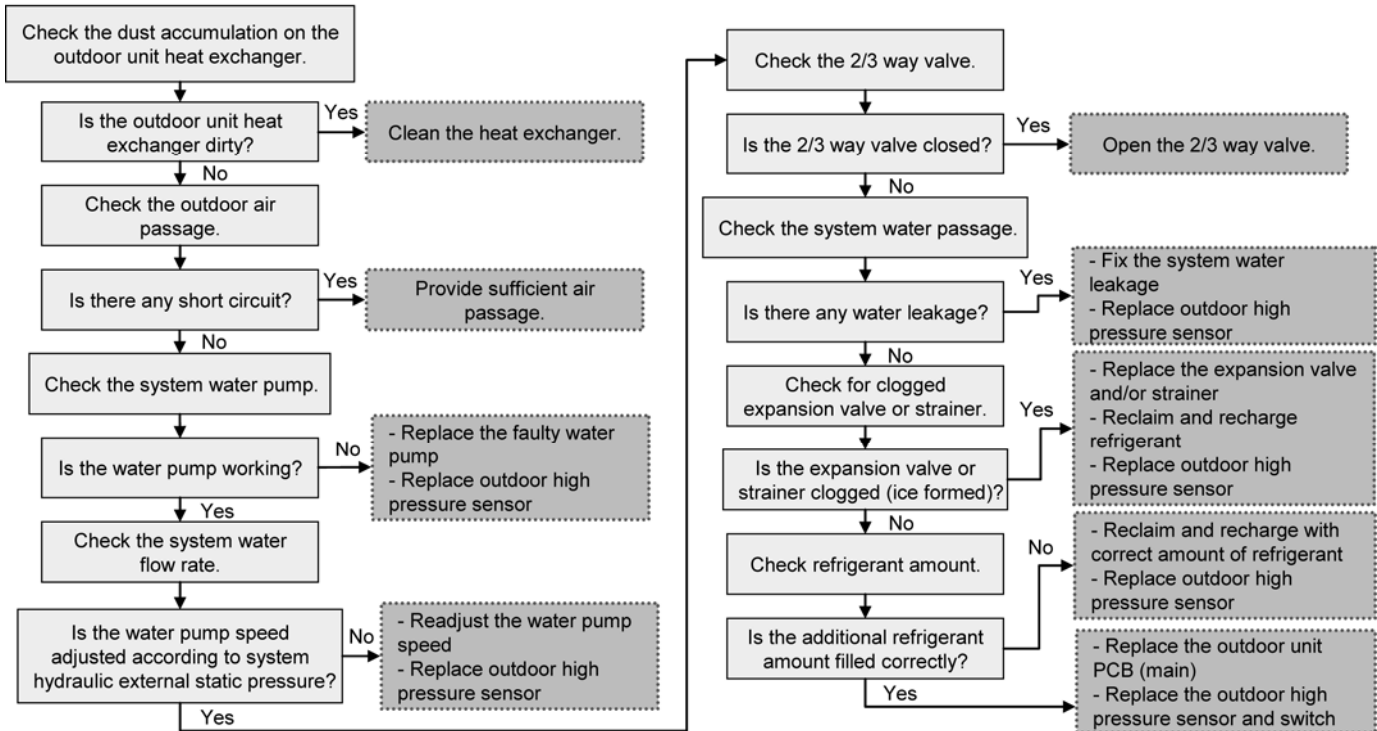 Check the dust accumulation on the
outdoor unit heat exchanger.
Is the outdoor unit heat
exchanger dirty?
Yes
Clean the heat exchanger.
No
Check the outdoor air
passage.
Is there any short circuit?
Yes
Provide sufficient air
passage.
No
Check the system water pump.
Is the water pump working?
No
- Replace the faulty water
pump
- Replace outdoor high
pressure sensor
Yes
Check the system water
flow rate.
Is the water pump speed
adjusted according to system
hydraulic external static pressure?
No
- Readjust the water pump
speed
- Replace outdoor high
pressure sensor
Yes
Check the 2/3 way valve.
Is the 2/3 way valve closed?
Yes
Open the 2/3 way valve.
No
Check the system water passage.
Is there any water leakage?
Yes
- Fix the system water
leakage
- Replace outdoor high
pressure sensor
No
Check for clogged
expansion valve or strainer.
Is the expansion valve or
strainer clogged (ice formed)?
Yes
- Replace the expansion valve
and/or strainer
- Reclaim and recharge
refrigerant
- Replace outdoor high
pressure sensor
No
Check refrigerant amount.
Is the additional refrigerant
amount filled correctly?
No
- Reclaim and recharge with
correct amount of refrigerant
- Replace outdoor high
pressure sensor
Yes
- Replace the outdoor unit
PCB (main)
- Replace the outdoor high
pressure sensor and switch